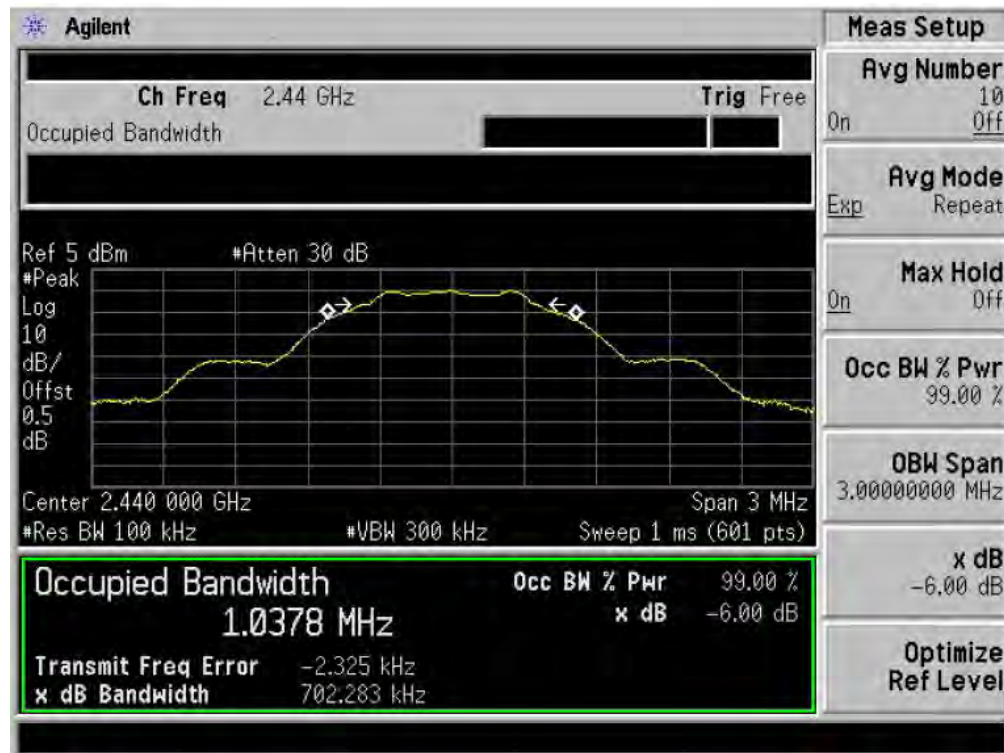 Agilent
Meas Setup
Ch Freq 2.44 GHz Trig Free
Occupied Bandwidth
Avg Number
10
On Off
Avg Mode
Exp Repeat
Max Hold
On Off
Occ BW % Pwr
99.00 %
OBW Span
3.00000000 MHz
x dB
-6.00 dB
Optimize
Ref Level
Ref 5 dBm #Atten 30 dB
#Peak
Log
10
dB/
Offst
0.5
dB
Center 2.440 000 GHz Span 3 MHz
#Res BW 100 kHz #VBW 300 kHz Sweep 1 ms (601 pts)
Occupied Bandwidth Occ BW % Pwr 99.00 %
1.0378 MHz x dB -6.00 dB
Transmit Freq Error -2.325 kHz
x dB Bandwidth 702.283 kHz